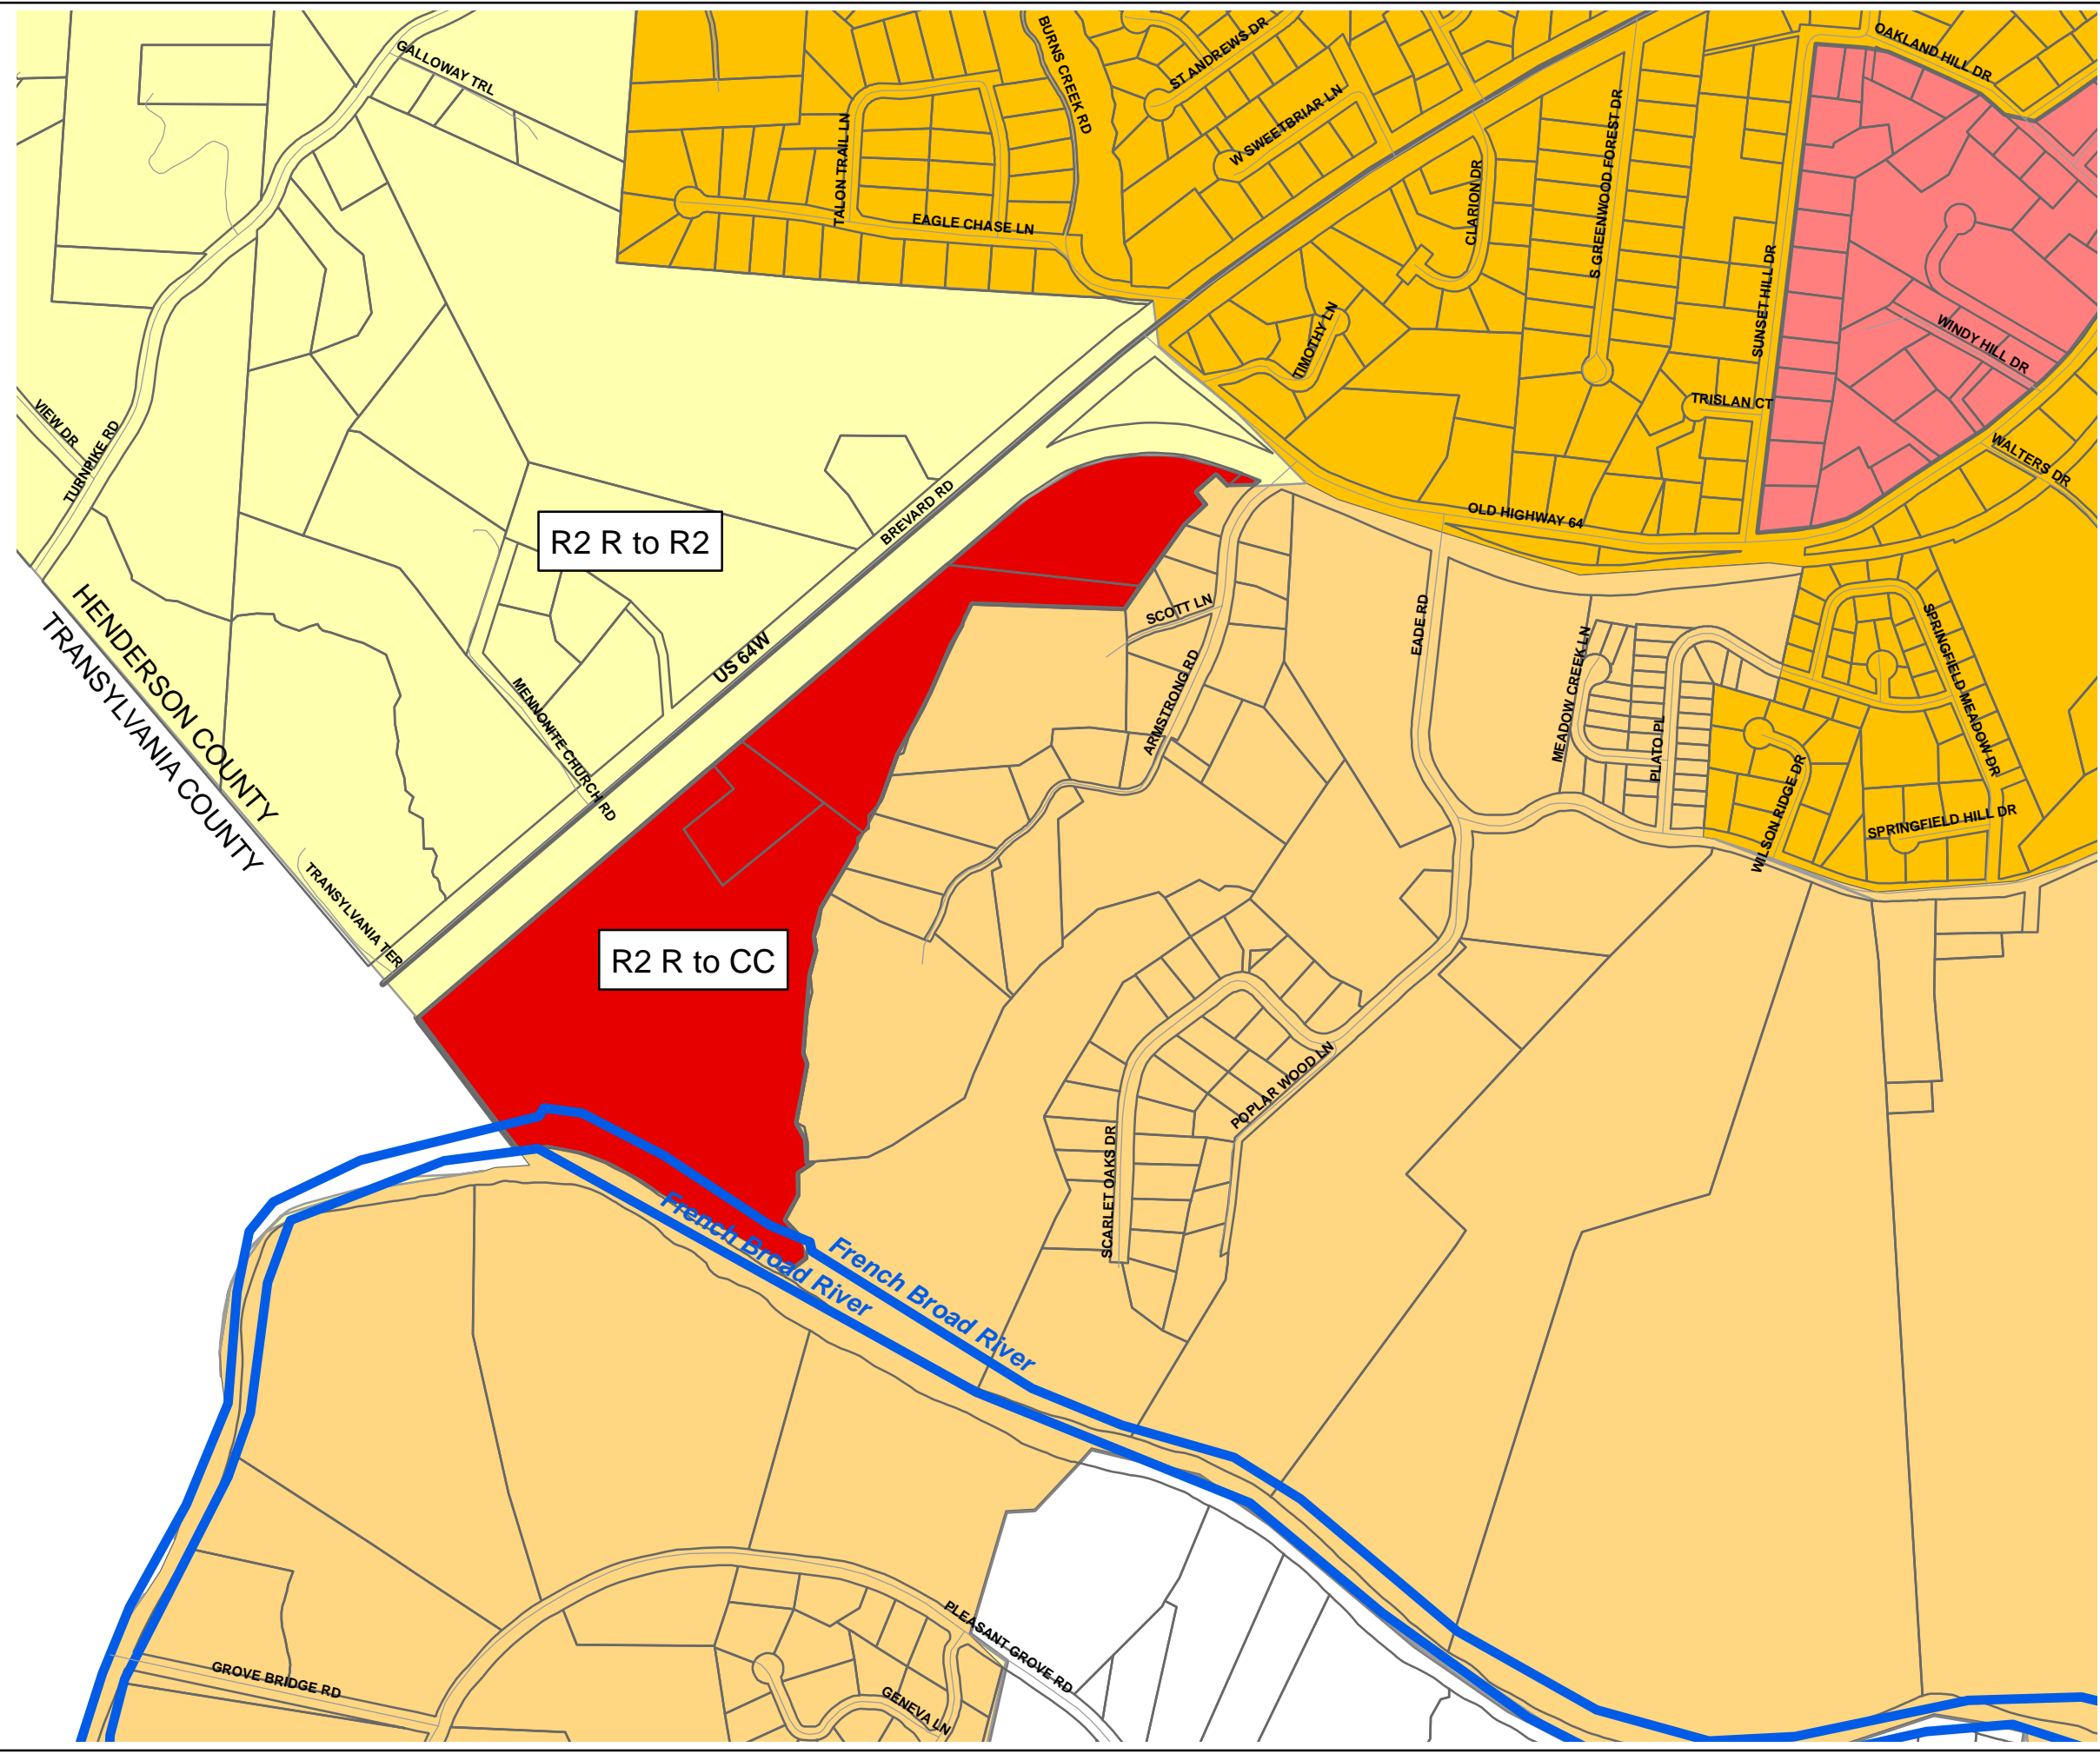 GALLOWAY TRL
BURNS CREEK RD
ST ANDREWS DR
OAKLAND HILL DR
W SWEETBRIAR LN
TALON TRAIL LN
EAGLE CHASE LN
CLARION DR
S GREENWOOD FOREST DR
SUNSET HILL DR
TIMOTHY LN
WINDY HILL DR
TRISLAN CT
VIEW DR
TURNPIKE RD
WALTERS DR
BREVARD RD
OLD HIGHWAY 64
R2 R to R2
HENDERSON COUNTY
TRANSYLVANIA COUNTY
SCOTT LN
EADE RD
US 64W
MENNONITE CHURCH RD
ARMSTRONG RD
MEADOW CREEK LN
PLATO PL
SPRINGFIELD MEADOW DR
WILSON RIDGE DR
SPRINGFIELD HILL DR
TRANSYLVANIA TER
R2 R to CC
POPLAR WOOD LN
SCARLET OAKS DR
French Broad River
French Broad River
PLEASANT GROVE RD
GROVE BRIDGE RD
GENEVA LN